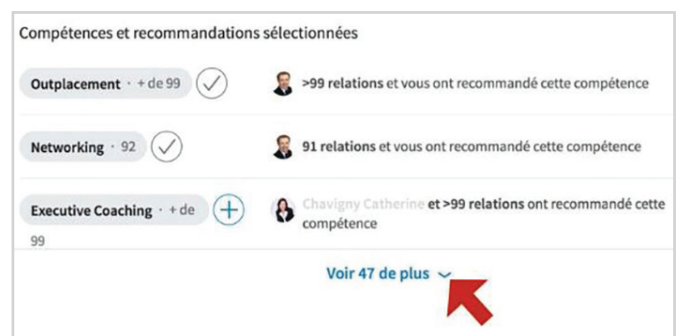 Compétences et recommandations sélectionnées
Outplacement · + de 99
>99 relations et vous ont recommandé cette compétence
Networking · 92
91 relations et vous ont recommandé cette compétence
Executive Coaching · + de
99
Chavigny Catherine et >99 relations ont recommandé cette
compétence
Voir 47 de plus